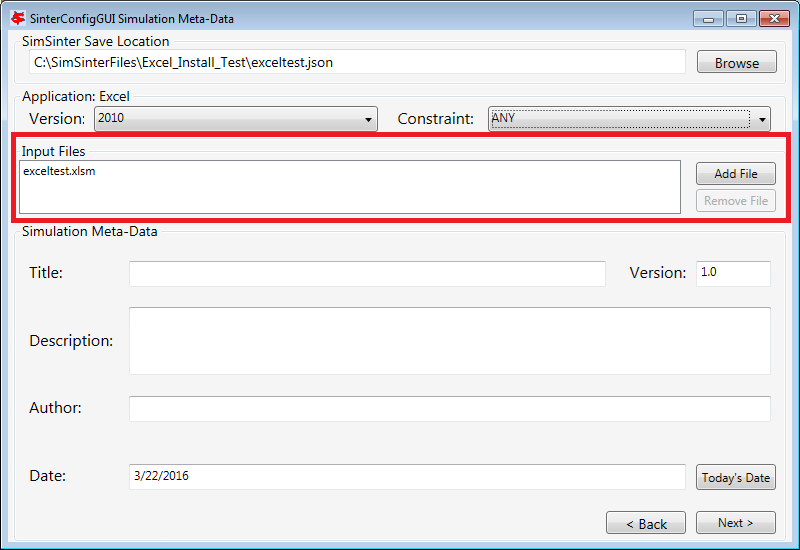 SinterConfigGUI Simulation Meta-Data
SimSinter Save Location
C:\SimSinterFiles\Excel_Install_Test\exceltest.json
Browse
Application: Excel
Version: 2010 Constraint: ANY
Input Files
exceltest.xlsm
Add File
Remove File
Simulation Meta-Data
Title: Version: 1.0
Description:
Author:
Date: 3/22/2016 Today's Date
< Back Next >